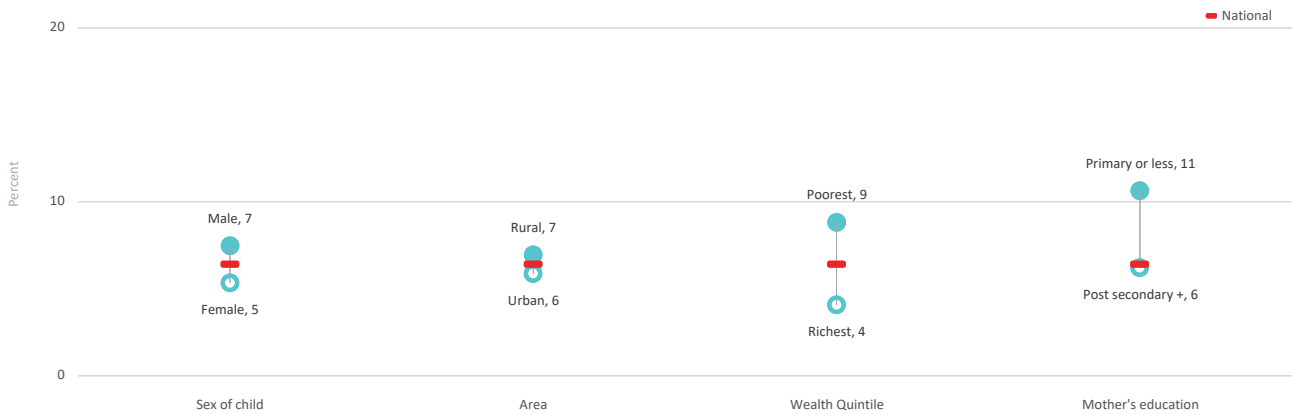 National
20
10
0
Percent
Male, 7
Female, 5
Rural, 7
Urban, 6
Poorest, 9
Richest, 4
Primary or less, 11
Post secondary +, 6
Sex of child
Area
Wealth Quintile
Mother's education